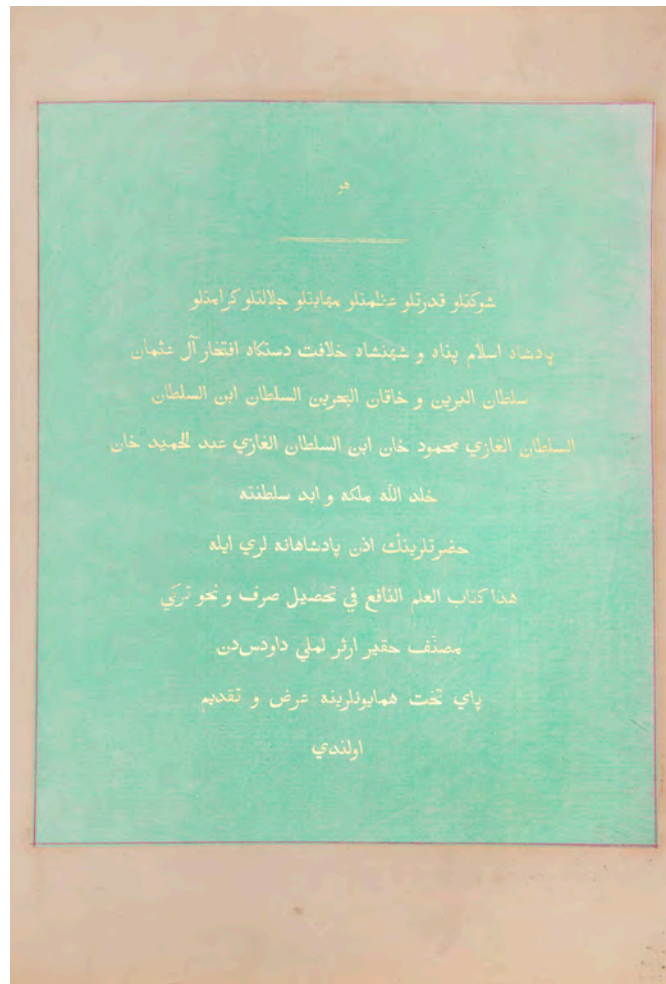 هو
شوكتلو قدرتلو عظمتلو مهابتلو جلالتلو كرامتلو
پادشاه اسلام پناه و شهنشاه خلافت دستكاه افتخار آل عثمان
سلطان البرين و خاقان البحرين السلطان ابن السلطان
السلطان الغازي محمود خان ابن السلطان الغازي عبد الحميد خان
خلد الله ملكه و ابد سلطنته
حضرتلرينڭ اذن پادشاهانه لري ايله
هذا كتاب العلم النافع في تحصيل صرف و نحو تركي
مصنّف حقير ارثر لملي داودس‌دن
پاي تخت همايونلرينه عرض و تقديم
اولندي